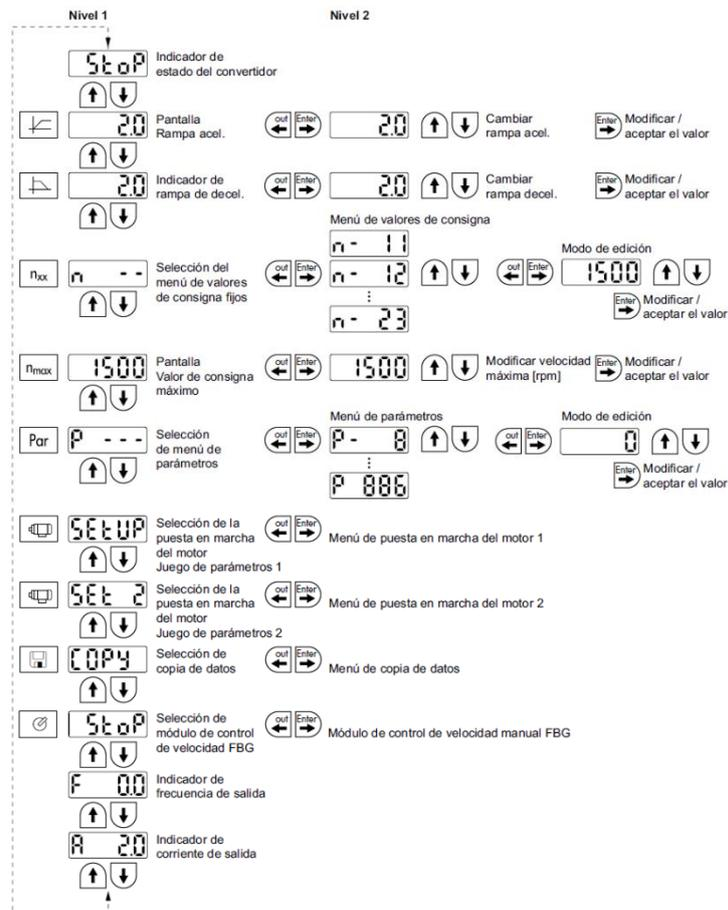 Nivel 1
Nivel 2
StoP
Indicador de
estado del convertidor
2.0
Pantalla
Rampa acel.
out
Enter
2.0
Cambiar
rampa acel.
Enter
Modificar /
aceptar el valor
2.0
Indicador de
rampa de decel.
out
Enter
2.0
Cambiar
rampa decel.
Enter
Modificar /
aceptar el valor
Menú de valores de consigna
n- 11
nxx
n --
Selección del
menú de valores
de consigna fijos
out
Enter
n- 12
⋮
n- 23
Modo de edición
out
Enter
1500
Enter
Modificar /
aceptar el valor
nmax
1500
Pantalla
Valor de consigna
máximo
out
Enter
1500
Modificar velocidad
máxima [rpm]
Enter
Modificar /
aceptar el valor
Menú de parámetros
Modo de edición
Par
P ---
Selección
de menú de
parámetros
out
Enter
P- 8
⋮
P 886
out
Enter
0
Enter
Modificar /
aceptar el valor
SEtUP
Selección de la
puesta en marcha
del motor
Juego de parámetros 1
out
Enter
Menú de puesta en marcha del motor 1
SEt 2
Selección de la
puesta en marcha
del motor
Juego de parámetros 2
out
Enter
Menú de puesta en marcha del motor 2
COPY
Selección de
copia de datos
out
Enter
Menú de copia de datos
StoP
Selección de
módulo de control
de velocidad FBG
out
Enter
Módulo de control de velocidad manual FBG
F 0.0
Indicador de
frecuencia de salida
A 2.0
Indicador de
corriente de salida